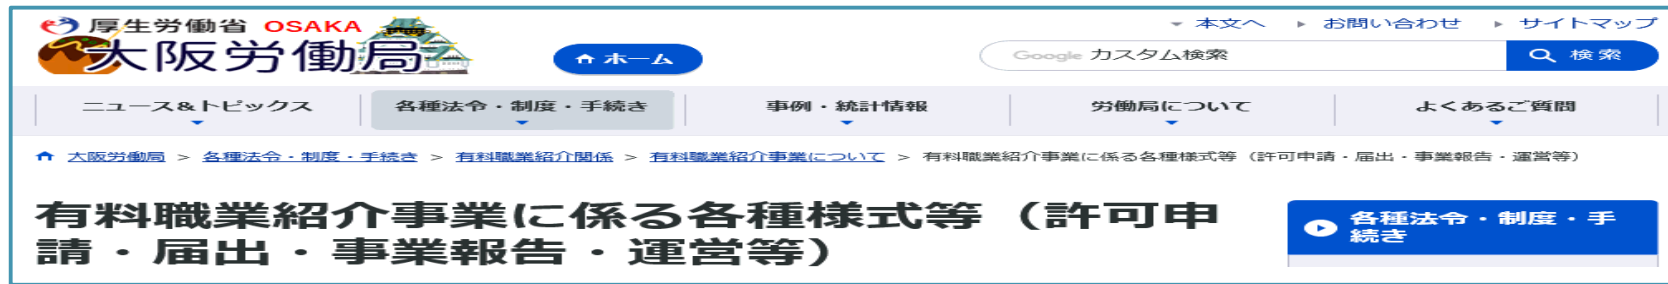 厚生労働省 OSAKA
大阪労働局
ホーム
本文へ お問い合わせ サイトマップ
Google カスタム検索 検索
ニュース&トピックス 各種法令・制度・手続き 事例・統計情報 労働局について よくあるご質問
大阪労働局 > 各種法令・制度・手続き > 有料職業紹介関係 > 有料職業紹介事業について > 有料職業紹介事業に係る各種様式等（許可申請・届出・事業報告・運営等）
有料職業紹介事業に係る各種様式等（許可申
請・届出・事業報告・運営等）
各種法令・制度・手
続き